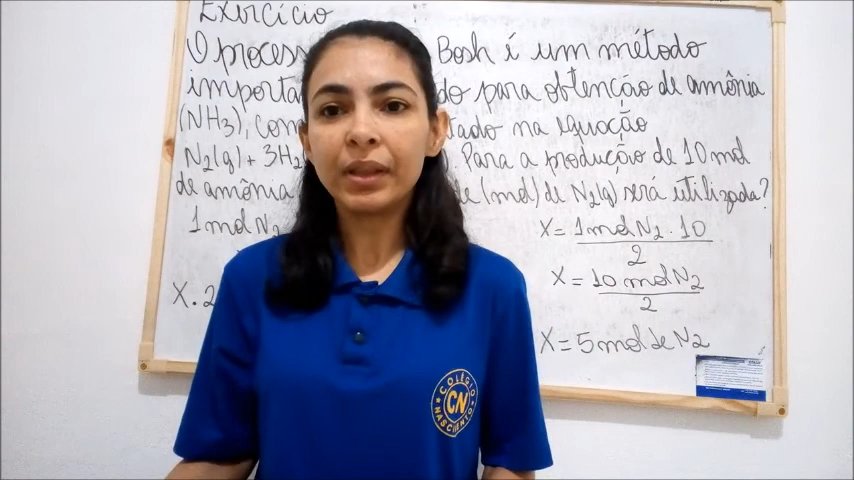 Exercício
O process Bosh é um método
importa do para obtenção de amônia
(NH3), con tado na equação
N2(g) + 3H2 . Para a produção de 10 mol
de amônia de (mol) de N2(g) será utilizada?
1 mol N2 X = 1 mol N2 . 10
2
X . 2 X = 10 mol N2
2
X = 5 mol de N2
COLÉGIO
CN
NASCIMENTO